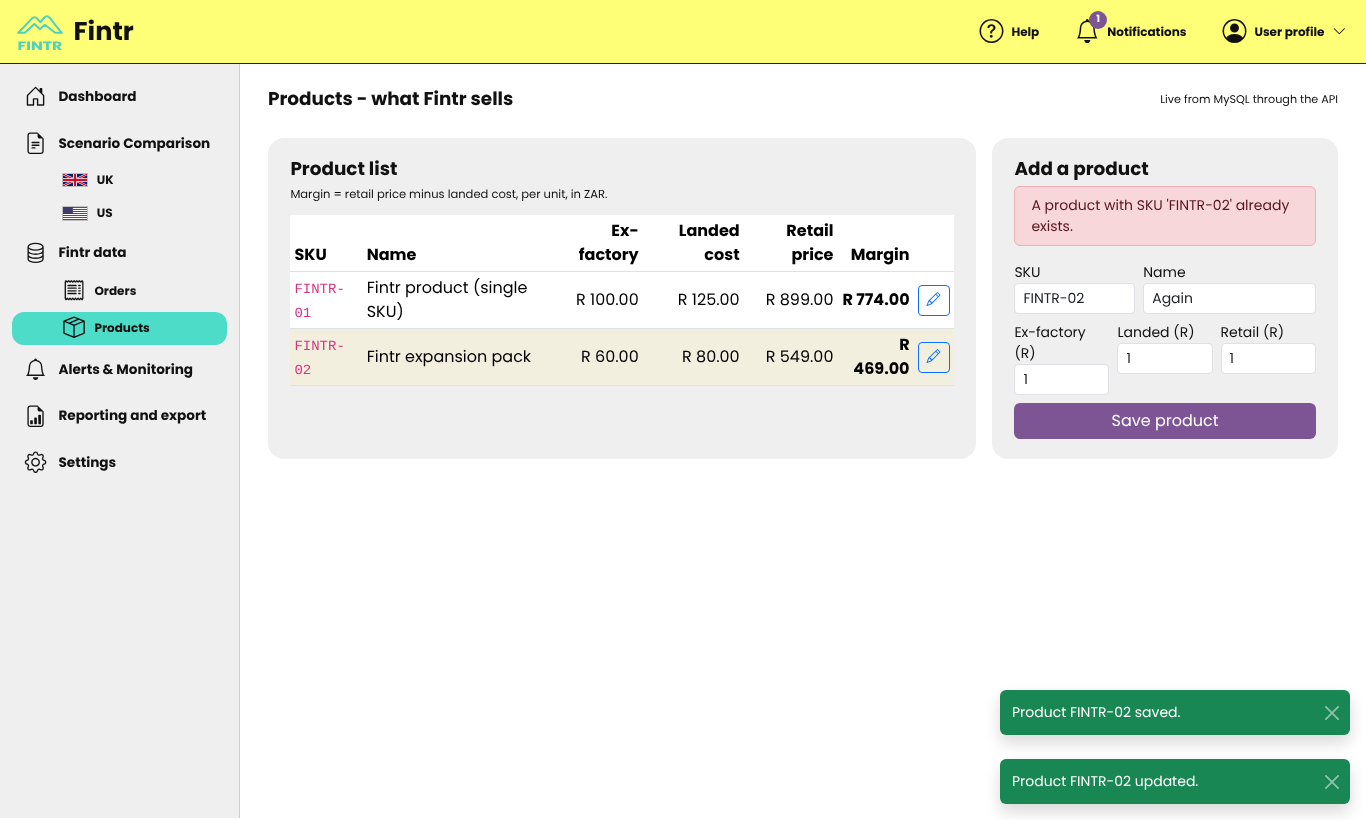 FINTR
Fintr
Help
1
Notifications
User profile
Dashboard
Scenario Comparison
UK
US
Fintr data
Orders
Products
Alerts & Monitoring
Reporting and export
Settings
Products - what Fintr sells
Live from MySQL through the API
Product list
Margin = retail price minus landed cost, per unit, in ZAR.
SKU Name Ex-factory Landed cost Retail price Margin
FINTR-01 Fintr product (single SKU) R 100.00 R 125.00 R 899.00 R 774.00
FINTR-02 Fintr expansion pack R 60.00 R 80.00 R 549.00 R 469.00
Add a product
A product with SKU 'FINTR-02' already
exists.
SKU Name
FINTR-02 Again
Ex-factory (R) Landed (R) Retail (R)
1 1 1
Save product
Product FINTR-02 saved.
Product FINTR-02 updated.